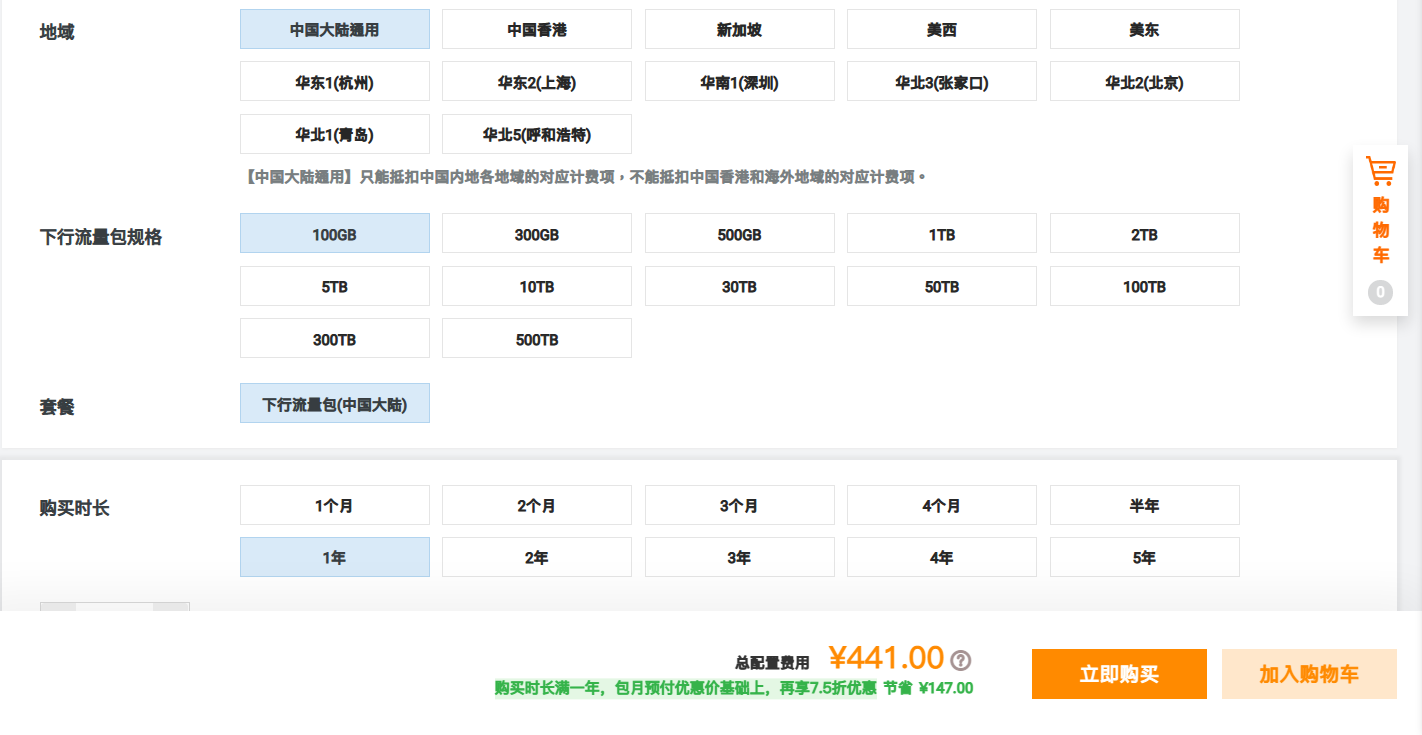 地域
中国大陆通用 中国香港 新加坡 美西 美东
华东1(杭州) 华东2(上海) 华南1(深圳) 华北3(张家口) 华北2(北京)
华北1(青岛) 华北5(呼和浩特)
【中国大陆通用】只能抵扣中国内地各地域的对应计费项，不能抵扣中国香港和海外地域的对应计费项。
下行流量包规格
100GB 300GB 500GB 1TB 2TB
5TB 10TB 30TB 50TB 100TB
300TB 500TB
套餐
下行流量包(中国大陆)
购买时长
1个月 2个月 3个月 4个月 半年
1年 2年 3年 4年 5年
购
物
车
0
总配置费用 ¥441.00 ?
购买时长满一年，包月预付优惠价基础上，再享7.5折优惠 节省 ¥147.00
立即购买 加入购物车